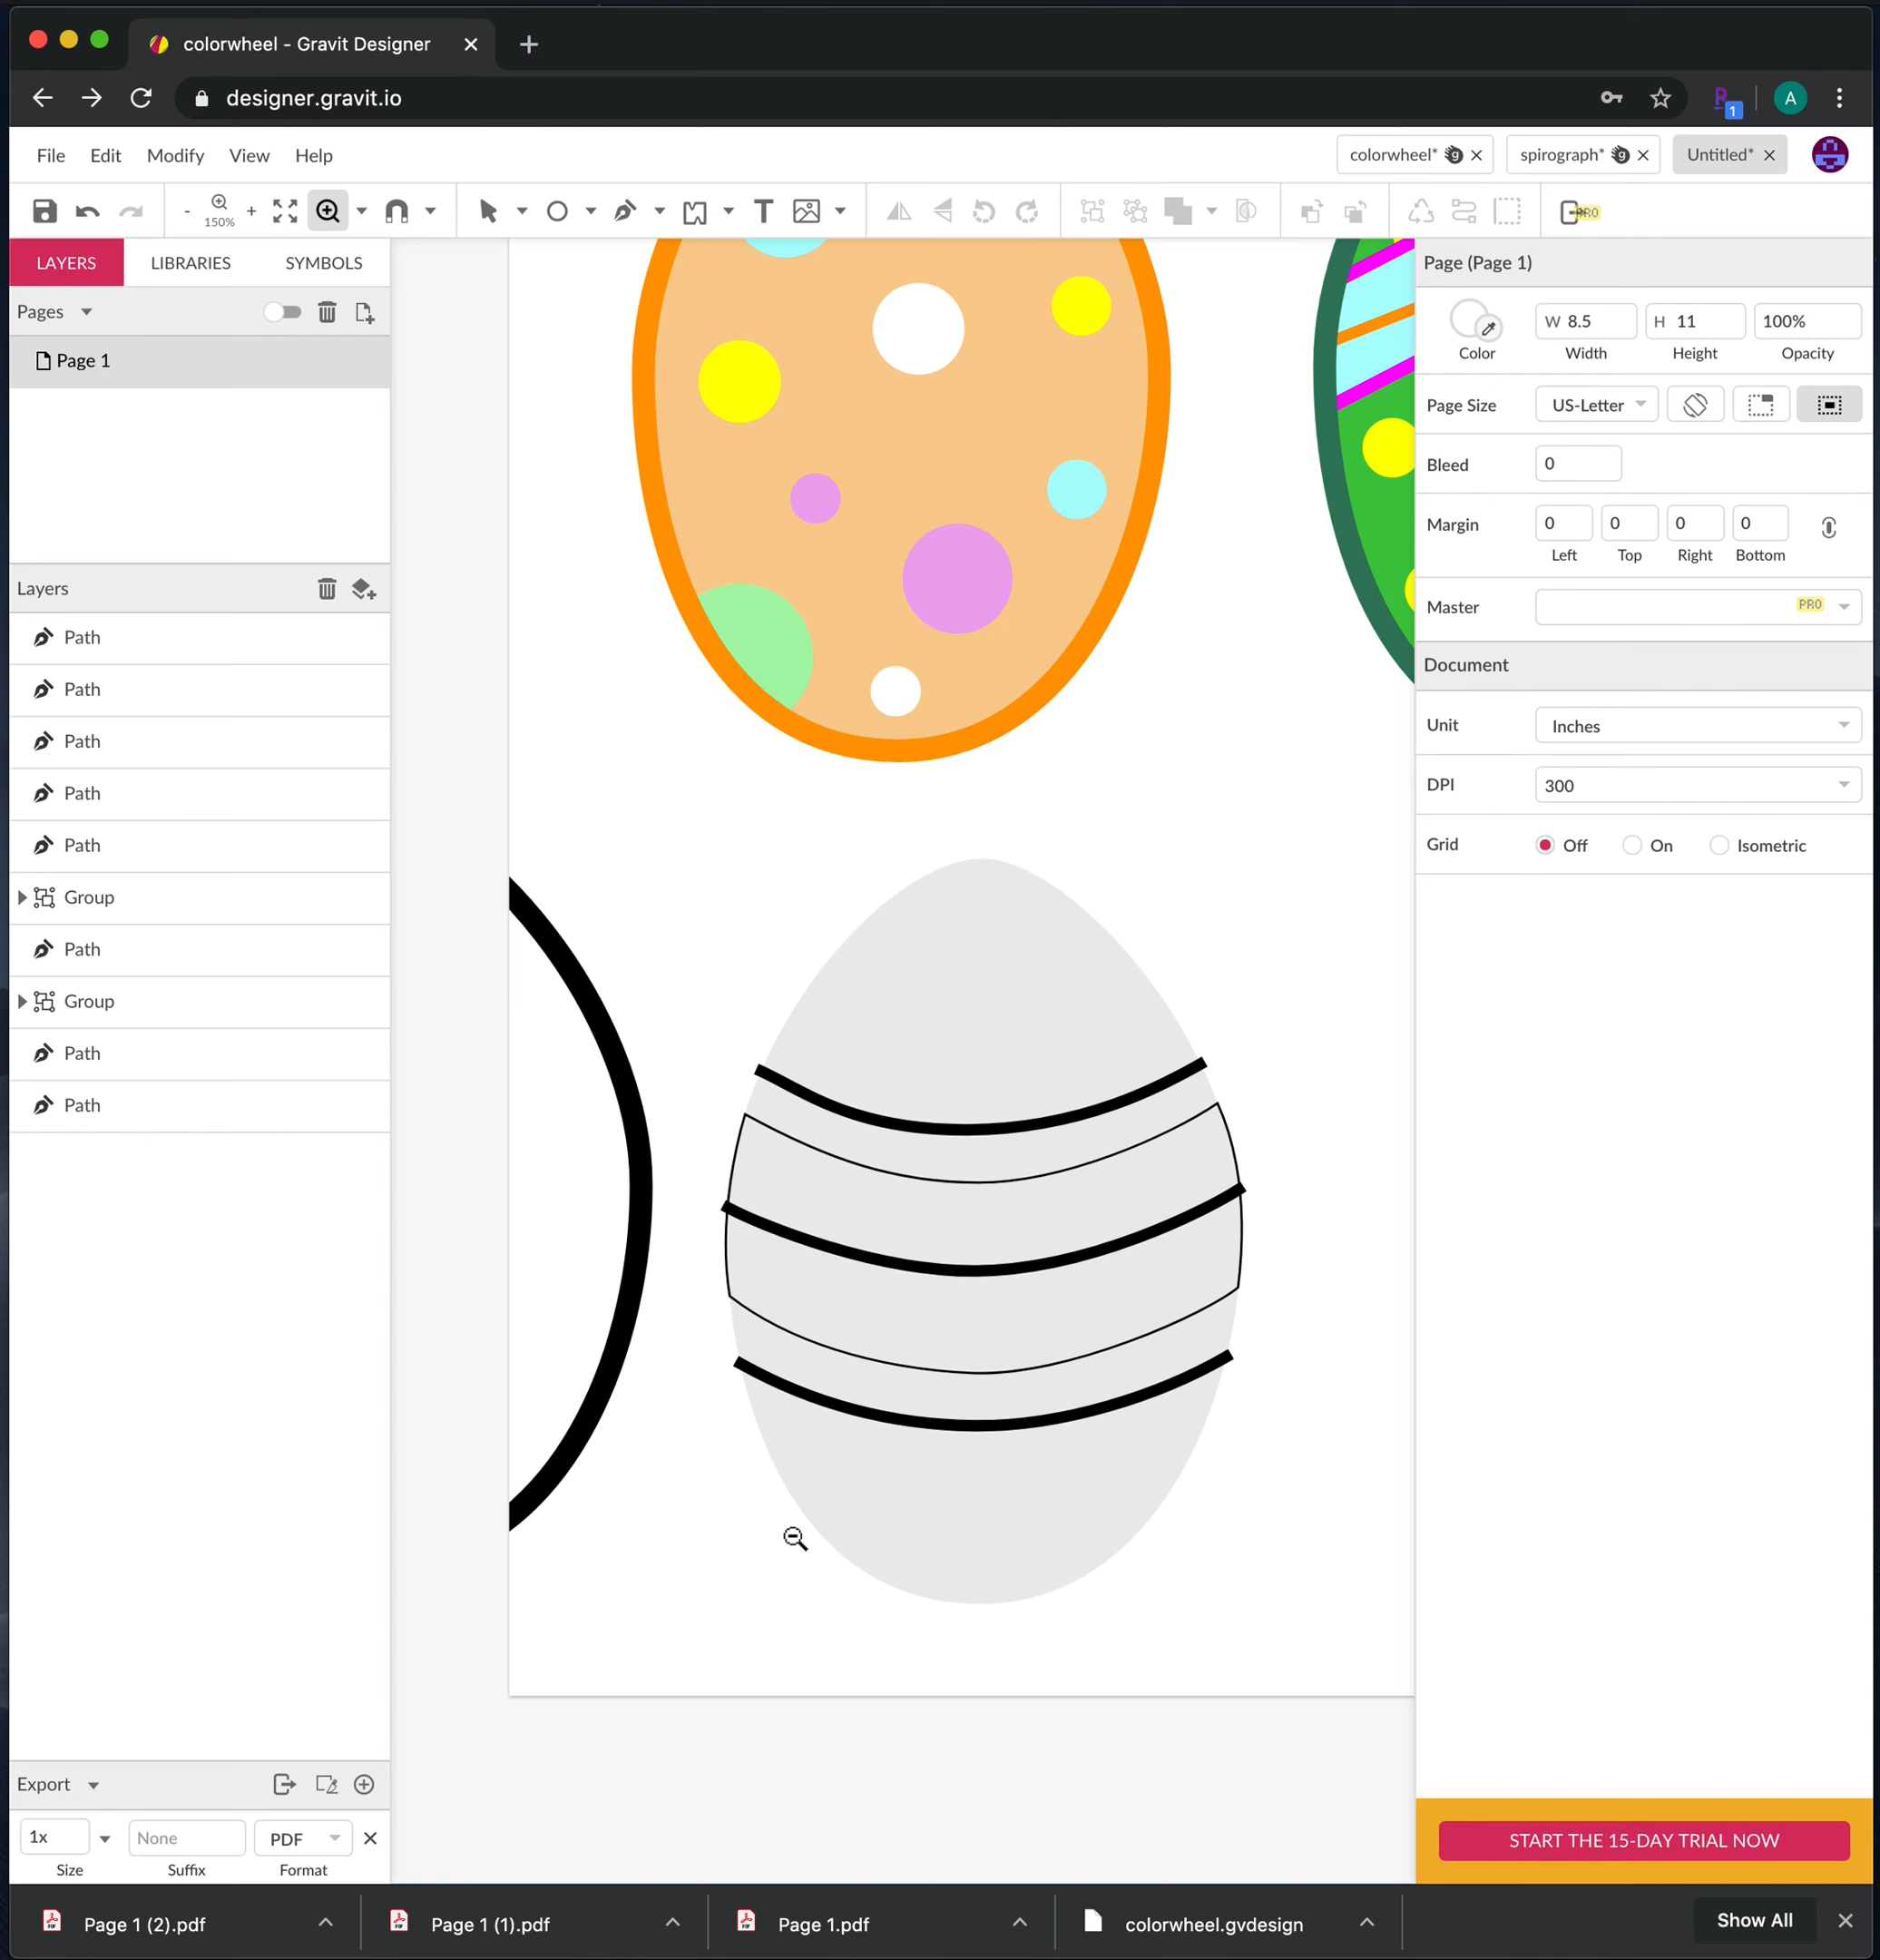 colorwheel - Gravit Designer
designer.gravit.io
1
A
File Edit Modify View Help
colorwheel* spirograph* Untitled*
- 150% + T PRO
LAYERS LIBRARIES SYMBOLS
Pages
Page 1
Layers
Path
Path
Path
Path
Path
Group
Path
Group
Path
Path
Export
1x None PDF
Size Suffix Format
Page (Page 1)
W 8.5 H 11 100%
Color Width Height Opacity
Page Size US-Letter
Bleed 0
Margin 0 0 0 0
Left Top Right Bottom
Master PRO
Document
Unit Inches
DPI 300
Grid Off On Isometric
START THE 15-DAY TRIAL NOW
Page 1 (2).pdf Page 1 (1).pdf Page 1.pdf colorwheel.gvdesign Show All